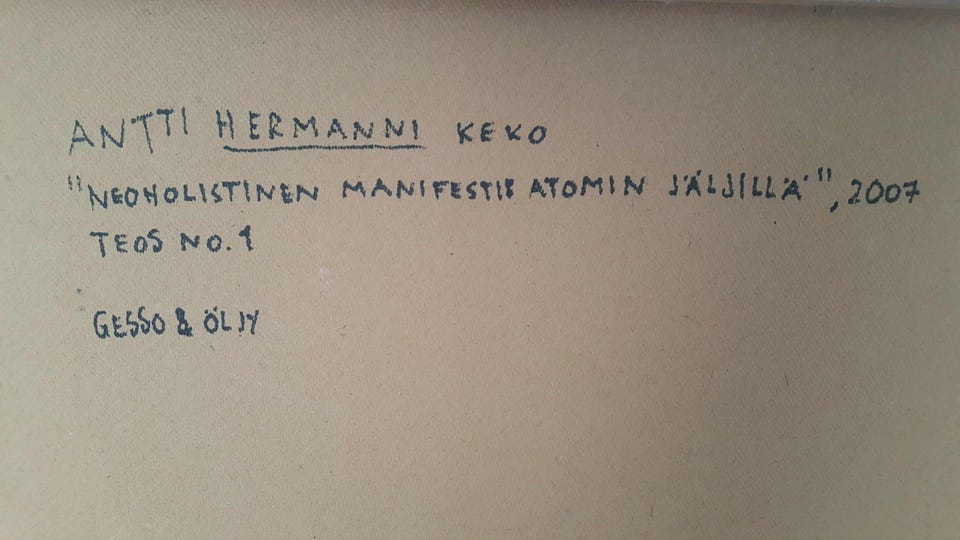 ANTTI HERMANNI KEKO
"NEOHOLISTINEN MANIFESTI: ATOMIN JÄLJILLÄ", 2007
TEOS NO. 1
GESSO & ÖLJY